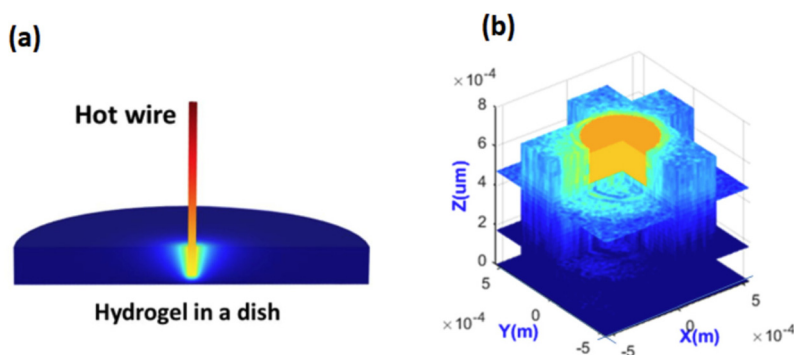 (a)
Hot wire
Hydrogel in a dish
(b)
× 10⁻⁴
8
6
4
2
0
Z(um)
5
0
-5
× 10⁻⁴
Y(m)
-5
0
5
X(m)
× 10⁻⁴